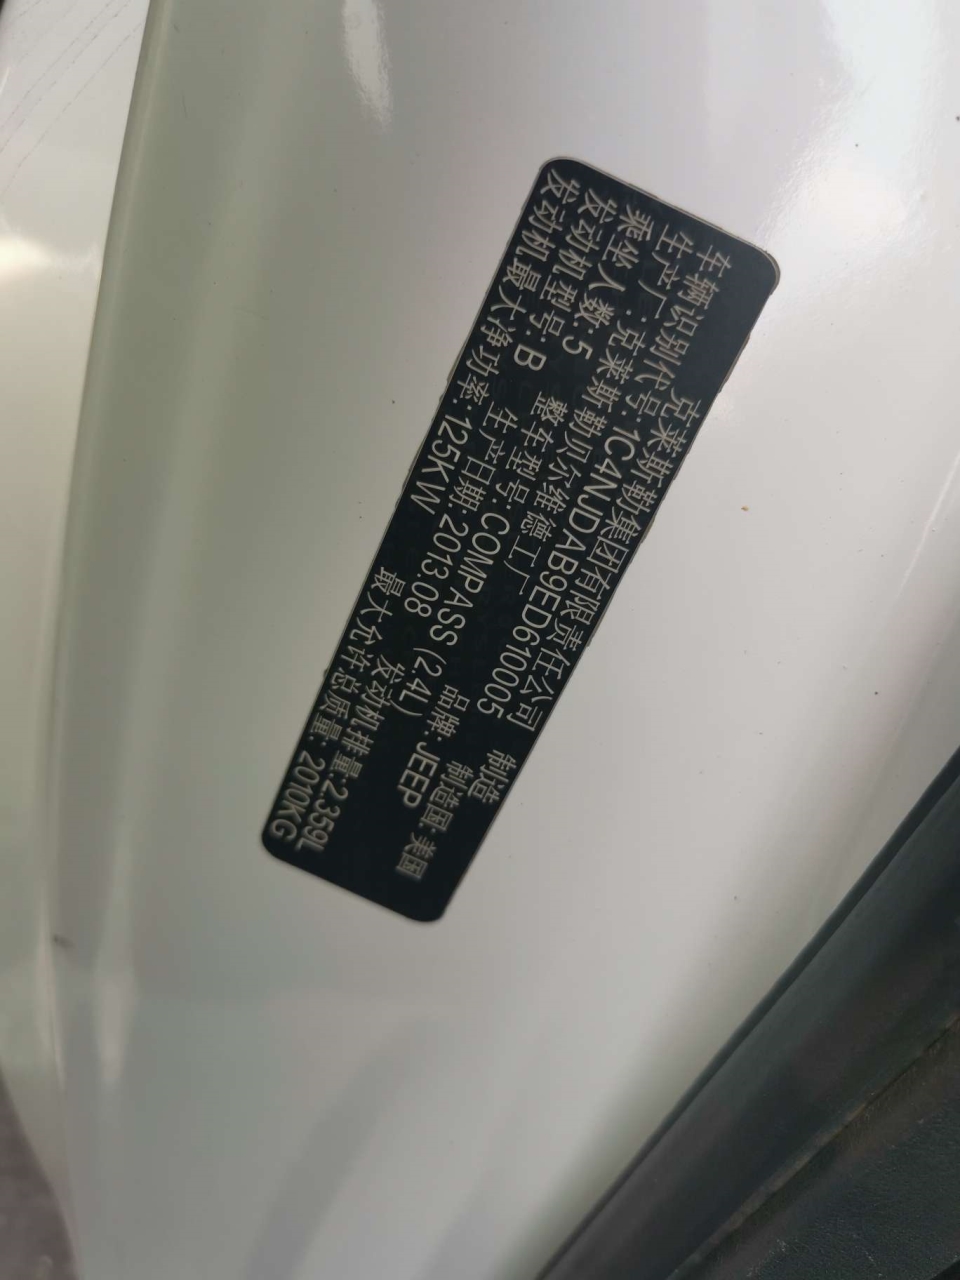 克莱斯勒集团有限责任公司 制造
车辆识别代号: 1C4NJDAB9ED610005
生产厂: 克莱斯勒贝尔维德工厂 制造国: 美国
乘坐人数: 5 整车型号: COMPASS (2.4L) 品牌: JEEP
发动机型号: B 生产日期: 2013.08 发动机排量: 2.359L
发动机最大净功率: 125KW 最大允许总质量: 2010KG